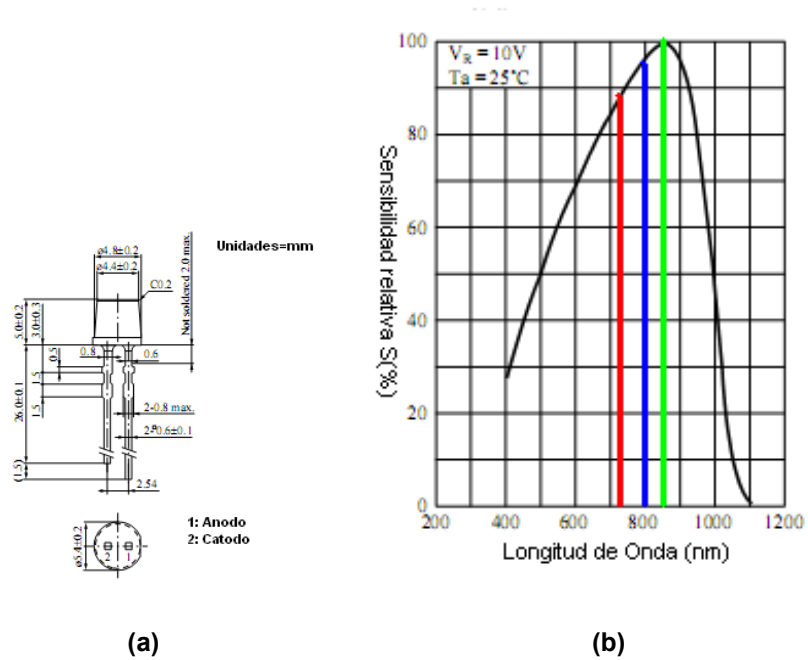 Unidades=mm
ø4.8±0.2
ø4.4±0.2
C0.2
Not soldered 2.0 max.
5.0±0.2
3.0±0.3
0.8
0.6
0.5
1.5
1.5
26.0±0.1
(1.5)
2-0.8 max.
2-0.6±0.1
2.54
ø5.4±0.2
2
1
1: Anodo
2: Catodo
(a)
V_R = 10V
Ta = 25°C
Sensibilidad relativa S(%)
100
80
60
40
20
0
200 400 600 800 1000 1200
Longitud de Onda (nm)
(b)